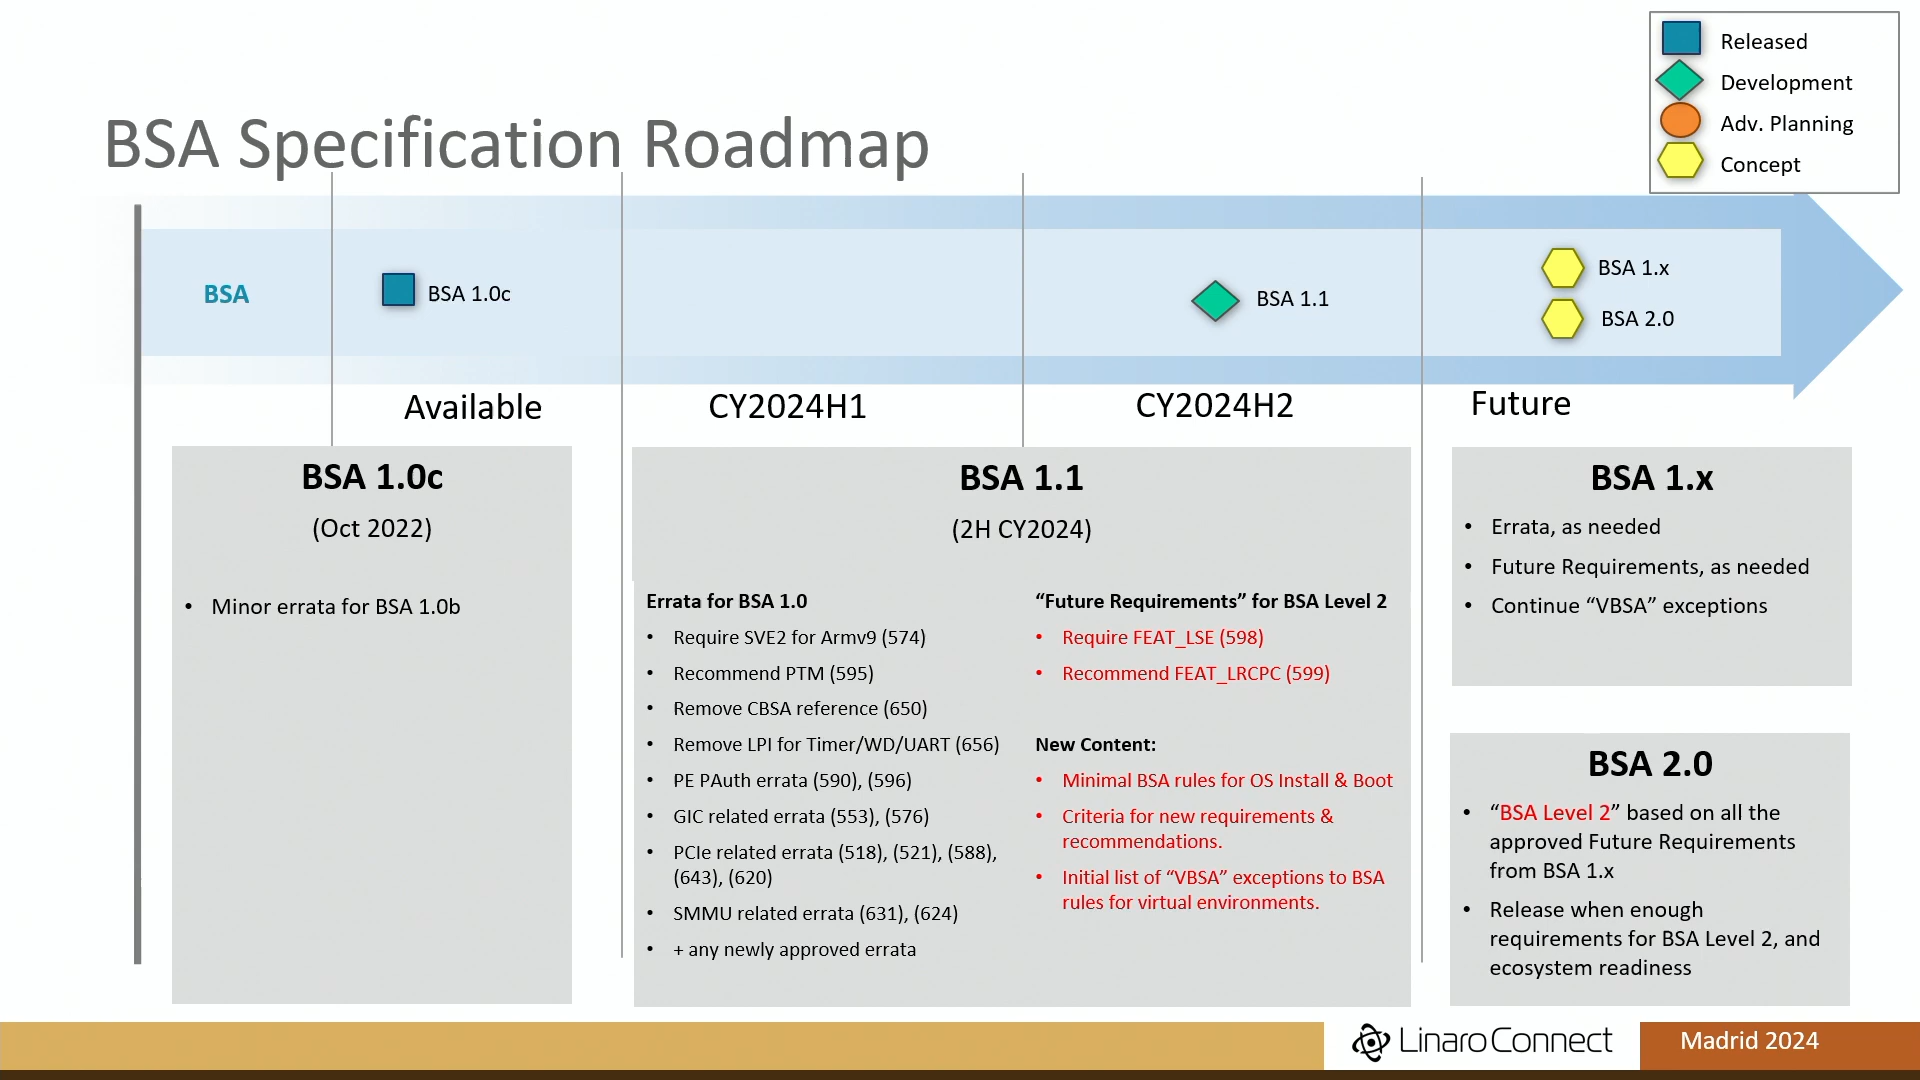 Released
Development
Adv. Planning
Concept
BSA Specification Roadmap
BSA
BSA 1.0c
BSA 1.1
BSA 1.x
BSA 2.0
Available
CY2024H1
CY2024H2
Future
BSA 1.0c
(Oct 2022)
• Minor errata for BSA 1.0b
BSA 1.1
(2H CY2024)
Errata for BSA 1.0
• Require SVE2 for Armv9 (574)
• Recommend PTM (595)
• Remove CBSA reference (650)
• Remove LPI for Timer/WD/UART (656)
• PE PAuth errata (590), (596)
• GIC related errata (553), (576)
• PCIe related errata (518), (521), (588),
(643), (620)
• SMMU related errata (631), (624)
• + any newly approved errata
“Future Requirements” for BSA Level 2
• Require FEAT_LSE (598)
• Recommend FEAT_LRCPC (599)
New Content:
• Minimal BSA rules for OS Install & Boot
• Criteria for new requirements &
recommendations.
• Initial list of “VBSA” exceptions to BSA
rules for virtual environments.
BSA 1.x
• Errata, as needed
• Future Requirements, as needed
• Continue “VBSA” exceptions
BSA 2.0
• “BSA Level 2” based on all the
approved Future Requirements
from BSA 1.x
• Release when enough
requirements for BSA Level 2, and
ecosystem readiness
Linaro Connect
Madrid 2024